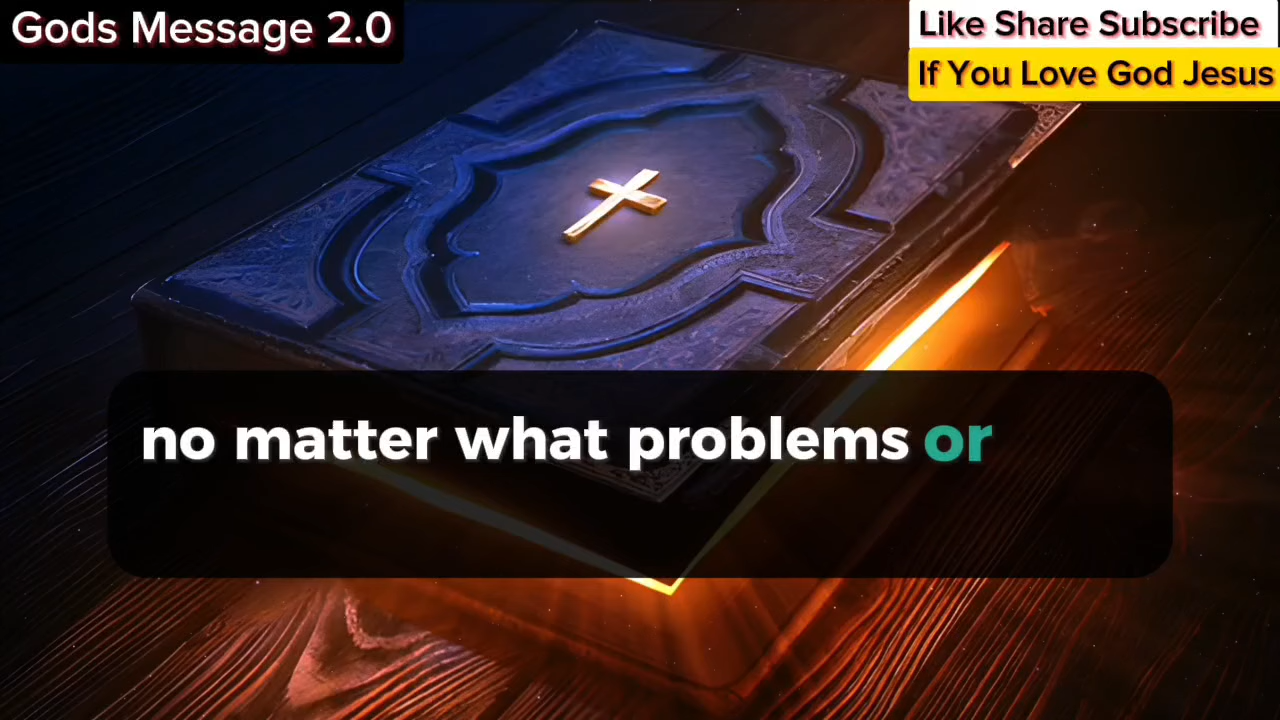 Gods Message 2.0
Like Share Subscribe
If You Love God Jesus
no matter what problems or